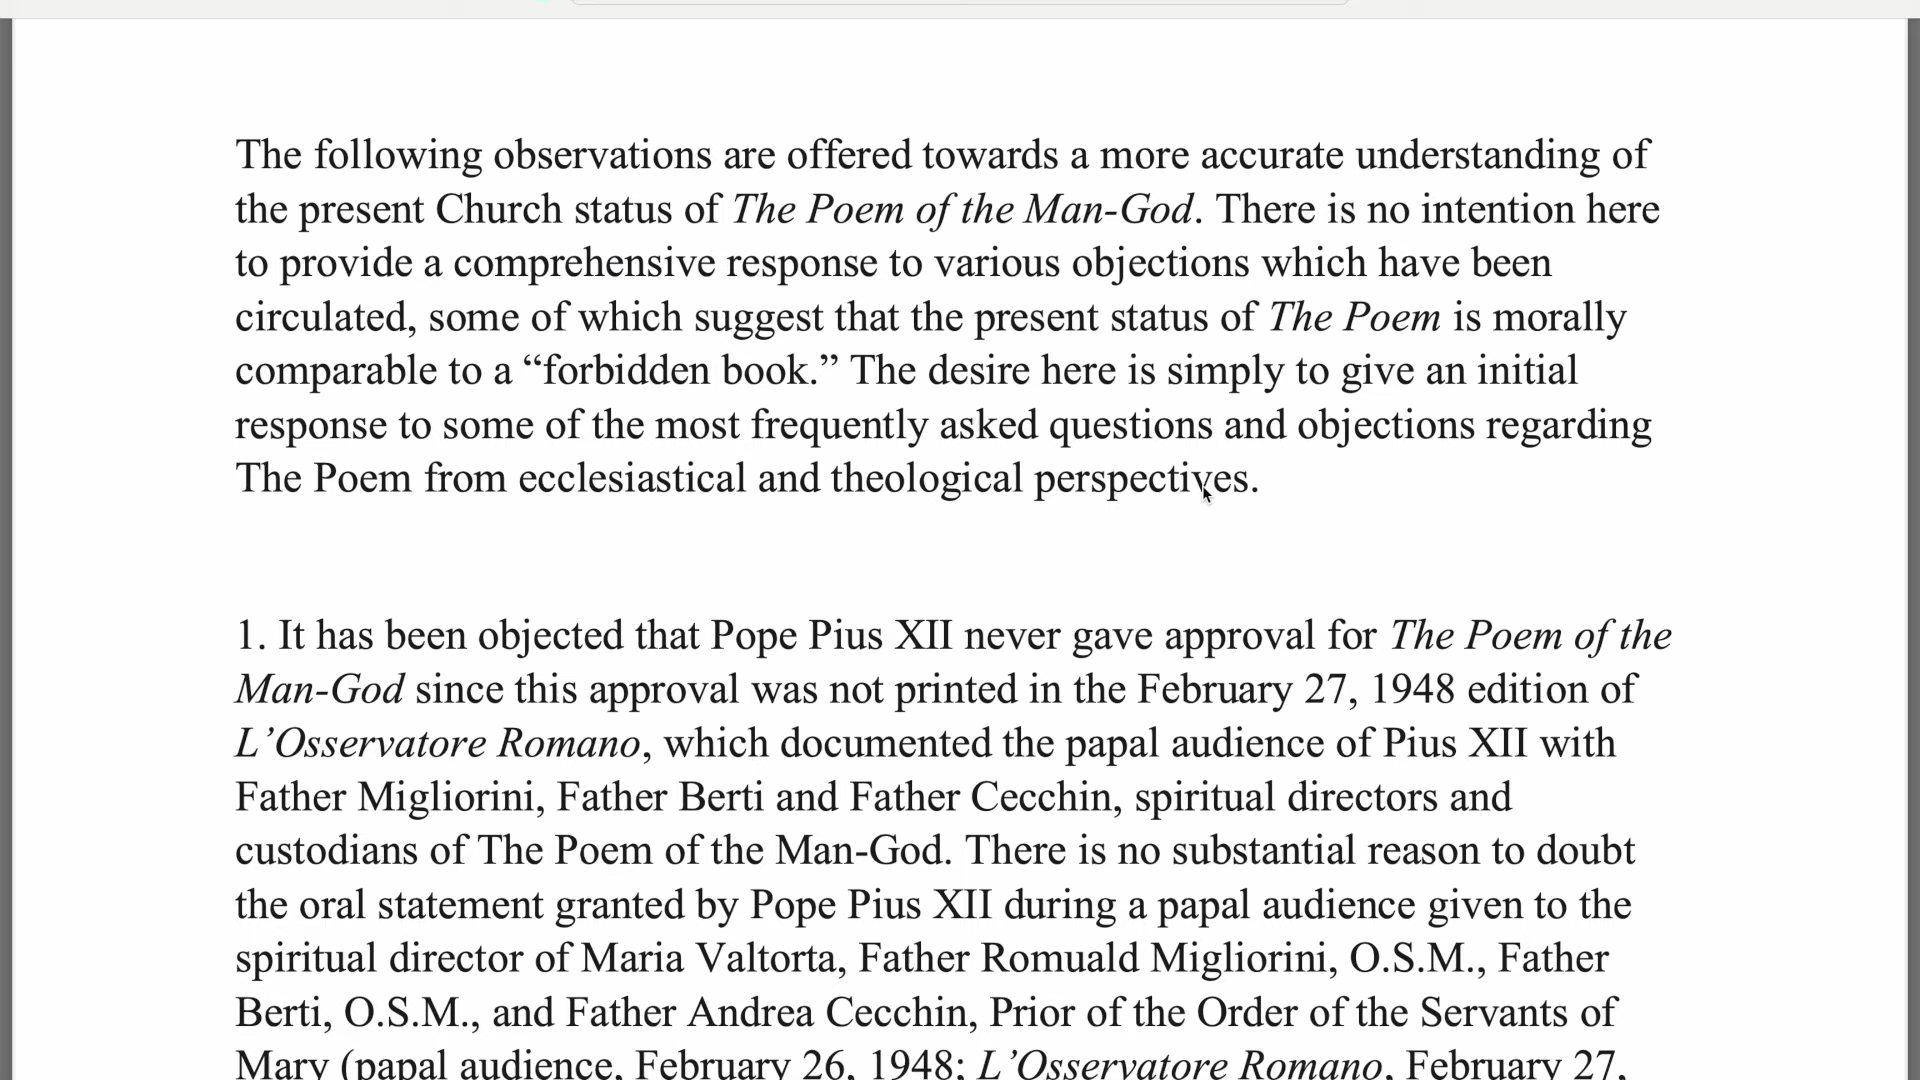 The following observations are offered towards a more accurate understanding of
the present Church status of The Poem of the Man-God. There is no intention here
to provide a comprehensive response to various objections which have been
circulated, some of which suggest that the present status of The Poem is morally
comparable to a “forbidden book.” The desire here is simply to give an initial
response to some of the most frequently asked questions and objections regarding
The Poem from ecclesiastical and theological perspectives.
1. It has been objected that Pope Pius XII never gave approval for The Poem of the
Man-God since this approval was not printed in the February 27, 1948 edition of
L’Osservatore Romano, which documented the papal audience of Pius XII with
Father Migliorini, Father Berti and Father Cecchin, spiritual directors and
custodians of The Poem of the Man-God. There is no substantial reason to doubt
the oral statement granted by Pope Pius XII during a papal audience given to the
spiritual director of Maria Valtorta, Father Romuald Migliorini, O.S.M., Father
Berti, O.S.M., and Father Andrea Cecchin, Prior of the Order of the Servants of
Mary (papal audience, February 26, 1948; L’Osservatore Romano, February 27,